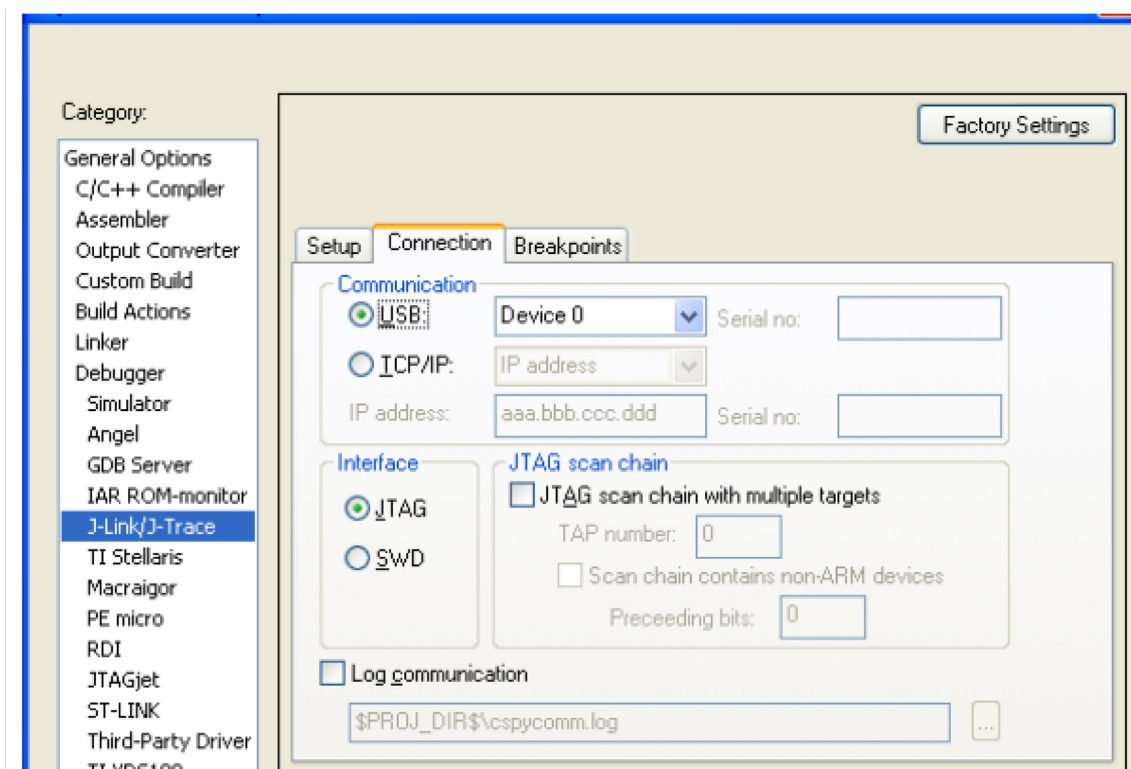 Category:
Factory Settings
General Options
C/C++ Compiler
Assembler
Output Converter
Custom Build
Build Actions
Linker
Debugger
Simulator
Angel
GDB Server
IAR ROM-monitor
J-Link/J-Trace
TI Stellaris
Macraigor
PE micro
RDI
JTAGjet
ST-LINK
Third-Party Driver
Setup Connection Breakpoints
Communication
USB: Device 0 Serial no:
TCP/IP: IP address
IP address: aaa.bbb.ccc.ddd Serial no:
Interface
JTAG
SWD
JTAG scan chain
JTAG scan chain with multiple targets
TAP number: 0
Scan chain contains non-ARM devices
Preceeding bits: 0
Log communication
$PROJ_DIR$\cspycomm.log ...